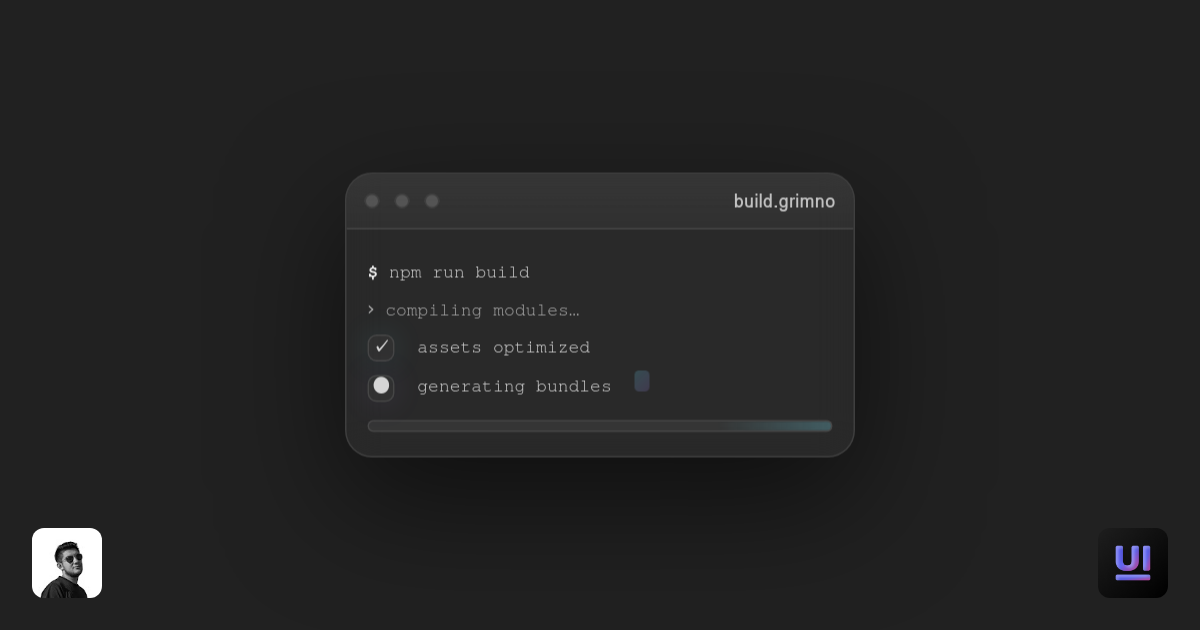 build.grimno
$ npm run build
› compiling modules…
✓ assets optimized
generating bundles
UI